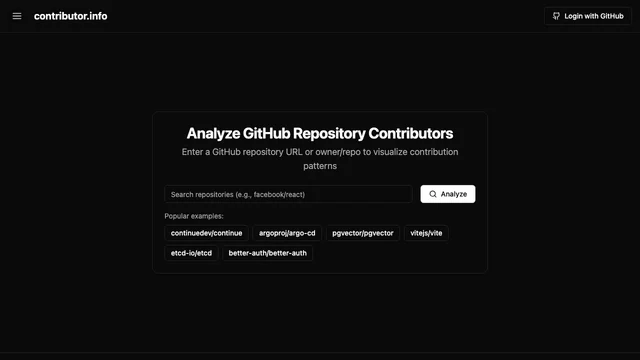 contributor.info
Login with GitHub
Analyze GitHub Repository Contributors
Enter a GitHub repository URL or owner/repo to visualize contribution
patterns
Search repositories (e.g., facebook/react)
Analyze
Popular examples:
continuedev/continue argoproj/argo-cd pgvector/pgvector vitejs/vite
etcd-io/etcd better-auth/better-auth